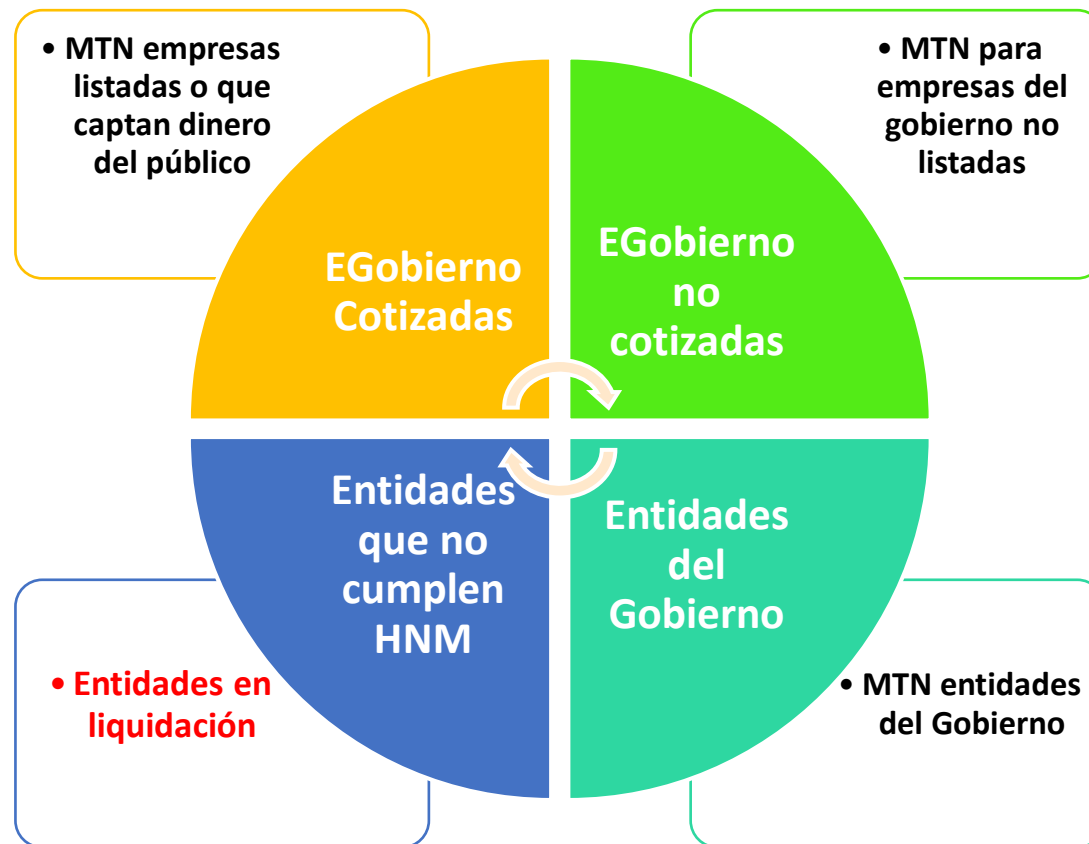 • MTN empresas
listadas o que
captan dinero
del público
• MTN para
empresas del
gobierno no
listadas
EGobierno
Cotizadas
EGobierno
no
cotizadas
Entidades
que no
cumplen
HNM
Entidades
del
Gobierno
• Entidades en
liquidación
• MTN entidades
del Gobierno